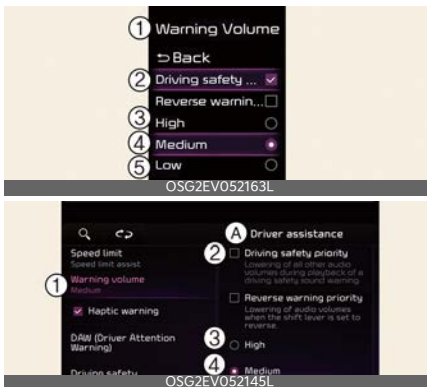 ① Warning Volume
⮌ Back
② Driving safety ...
Reverse warnin...
③ High
④ Medium
⑤ Low
OSG2EV052163L
Ⓐ Driver assistance
Speed limit
Speed limit assist
① Warning volume
Medium
Haptic warning
DAW (Driver Attention
Warning)
Driving safety
② Driving safety priority
Lowering of all other audio
volumes during playback of a
driving safety sound warning.
Reverse warning priority
Lowering of audio volumes
when the shift lever is set to
reverse.
③ High
④ Medium
OSG2EV052145L